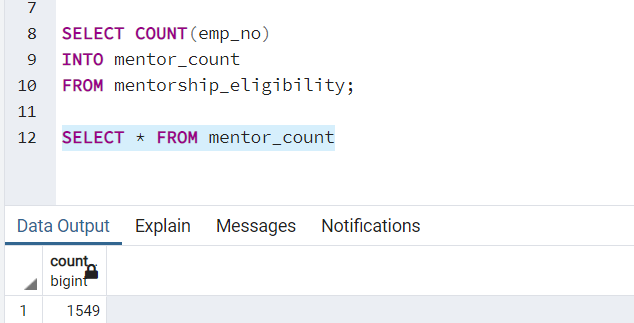 7
8 SELECT COUNT(emp_no)
9 INTO mentor_count
10 FROM mentorship_eligibility;
11
12 SELECT * FROM mentor_count
Data Output Explain Messages Notifications
count
bigint
1 1549